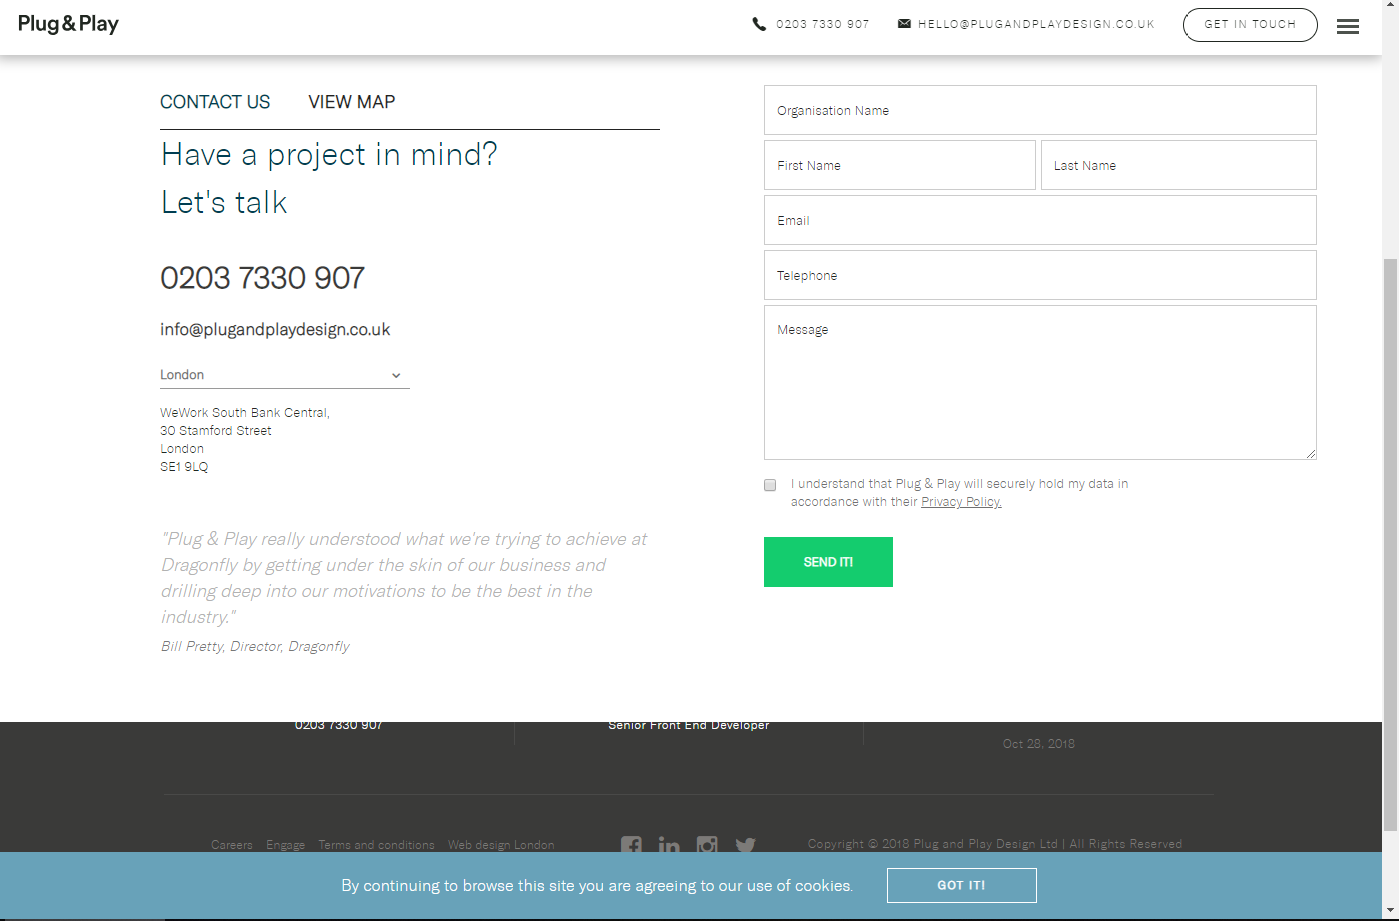 Plug & Play
0203 7330 907
HELLO@PLUGANDPLAYDESIGN.CO.UK
GET IN TOUCH
CONTACT US
VIEW MAP
Have a project in mind?
Let's talk
0203 7330 907
info@plugandplaydesign.co.uk
London
WeWork South Bank Central,
30 Stamford Street
London
SE1 9LQ
"Plug & Play really understood what we're trying to achieve at
Dragonfly by getting under the skin of our business and
drilling deep into our motivations to be the best in the
industry."
Bill Pretty, Director, Dragonfly
Organisation Name
First Name
Last Name
Email
Telephone
Message
I understand that Plug & Play will securely hold my data in
accordance with their Privacy Policy.
SEND IT!
0203 7330 907
Senior Front End Developer
Oct 28, 2018
Careers
Engage
Terms and conditions
Web design London
Copyright © 2018 Plug and Play Design Ltd | All Rights Reserved
By continuing to browse this site you are agreeing to our use of cookies.
GOT IT!